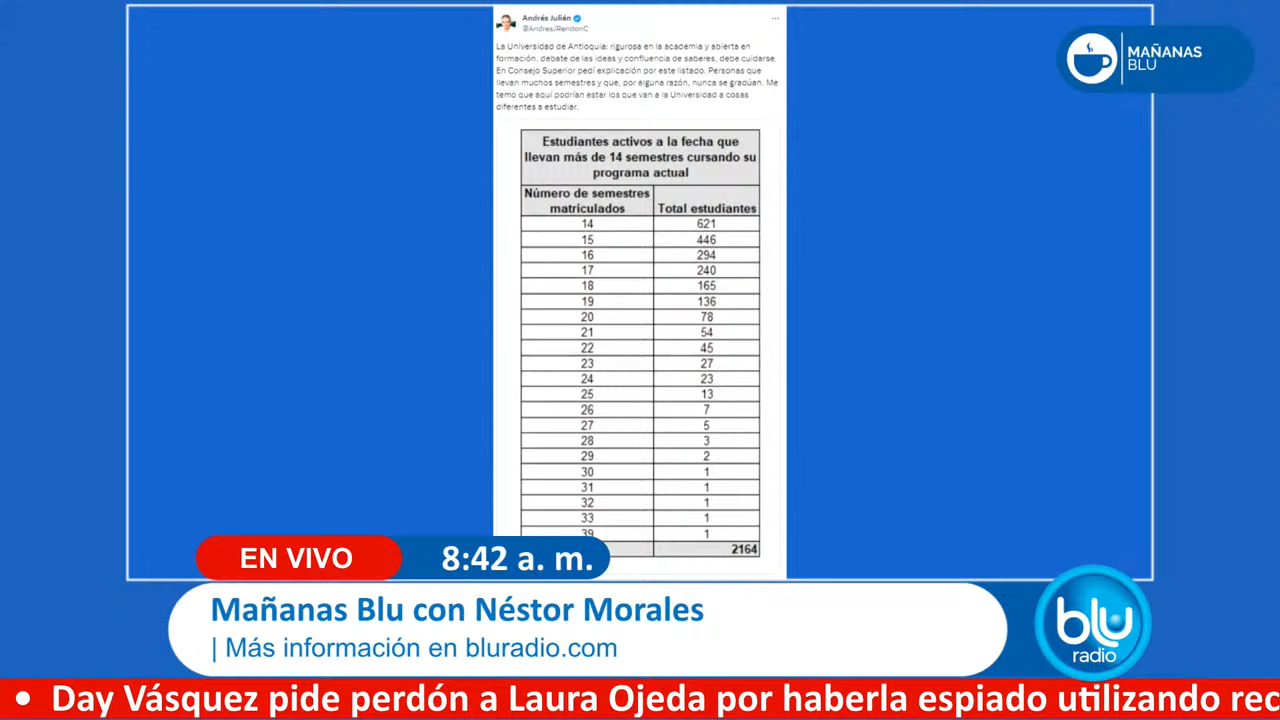 Andrés Julián
@AndresJRendonC
La Universidad de Antioquia: rigurosa en la academia y abierta en
formación, debate de las ideas y confluencia de saberes, debe cuidarse.
En Consejo Superior pedí explicación por este listado. Personas que
llevan muchos semestres y que, por alguna razón, nunca se gradúan. Me
temo que aquí podrían estar los que van a la Universidad a cosas
diferentes a estudiar.
MAÑANAS
BLU
Estudiantes activos a la fecha que
llevan más de 14 semestres cursando su
programa actual
Número de semestres
matriculados Total estudiantes
14 621
15 446
16 294
17 240
18 165
19 136
20 78
21 54
22 45
23 27
24 23
25 13
26 7
27 5
28 3
29 2
30 1
31 1
32 1
33 1
39 1
2164
EN VIVO 8:42 a. m.
Mañanas Blu con Néstor Morales
| Más información en bluradio.com
blu
radio
• Day Vásquez pide perdón a Laura Ojeda por haberla espiado utilizando rec